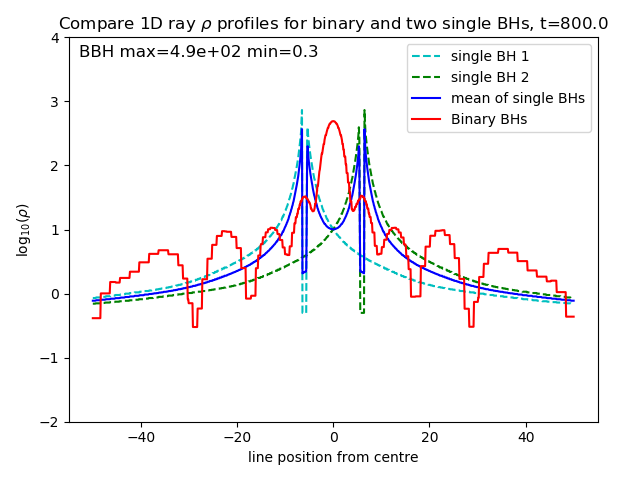 Compare 1D ray ρ profiles for binary and two single BHs, t=800.0
BBH max=4.9e+02 min=0.3
single BH 1
single BH 2
mean of single BHs
Binary BHs
log₁₀(ρ)
4
3
2
1
0
−1
−2
−40 −20 0 20 40
line position from centre